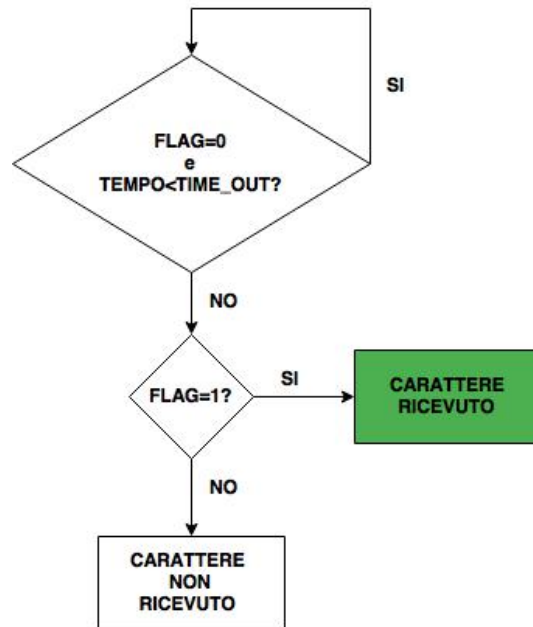 SI
FLAG=0
e
TEMPO<TIME_OUT?
NO
FLAG=1?
SI
CARATTERE
RICEVUTO
NO
CARATTERE
NON
RICEVUTO